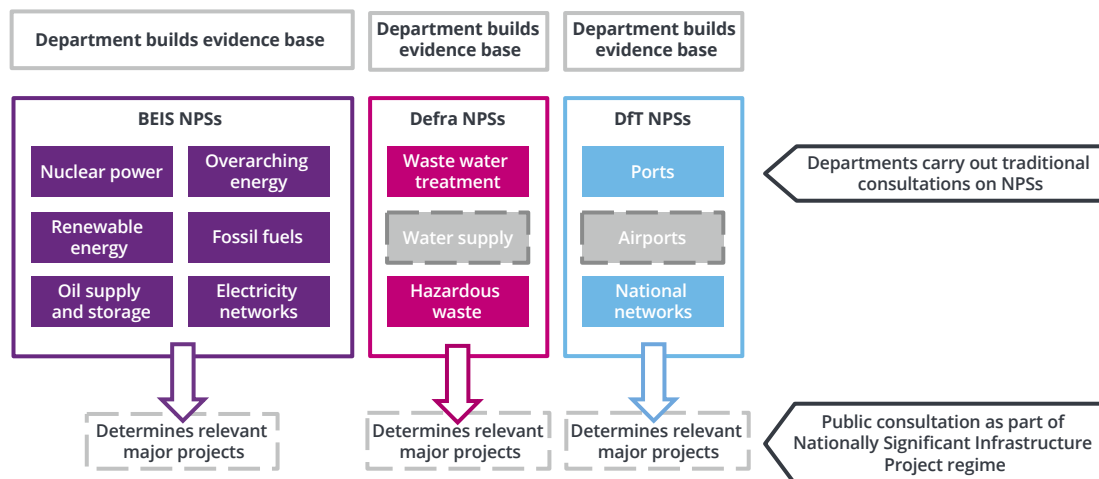 Department builds evidence base
Department builds
evidence base
Department builds
evidence base
BEIS NPSs
Nuclear power
Overarching
energy
Renewable
energy
Fossil fuels
Oil supply
and storage
Electricity
networks
Defra NPSs
Waste water
treatment
Water supply
Hazardous
waste
DfT NPSs
Ports
Airports
National
networks
Departments carry out traditional
consultations on NPSs
Determines relevant
major projects
Determines relevant
major projects
Determines relevant
major projects
Public consultation as part of
Nationally Significant Infrastructure
Project regime